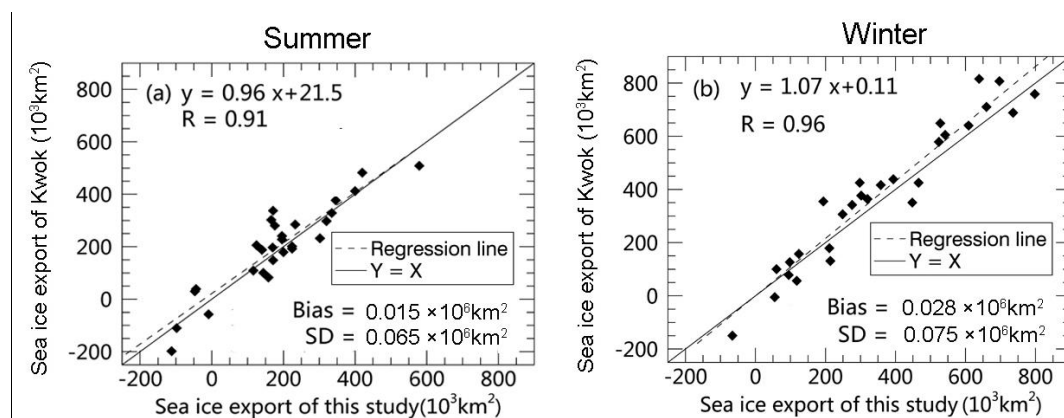 Summer
Sea ice export of Kwok (10³km²)
800
600
400
200
0
-200
(a) y = 0.96 x+21.5
R = 0.91
Regression line
Y = X
Bias = 0.015 ×10⁶km²
SD = 0.065 ×10⁶km²
-200 0 200 400 600 800
Sea ice export of this study(10³km²)
Winter
Sea ice export of Kwok (10³km²)
800
600
400
200
0
-200
(b) y = 1.07 x+0.11
R = 0.96
Regression line
Y = X
Bias = 0.028 ×10⁶km²
SD = 0.075 ×10⁶km²
-200 0 200 400 600 800
Sea ice export of this study(10³km²)